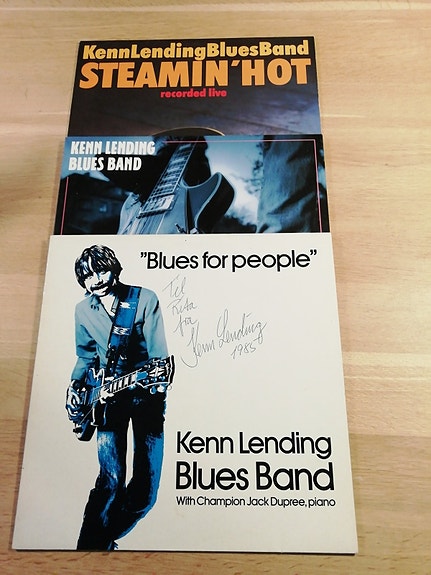 KennLendingBluesBand
STEAMIN'HOT
recorded live
KENN LENDING
BLUES BAND
"Blues for people"
Til
Rita
fra
Kenn Lending
1985
Kenn Lending
Blues Band
With Champion Jack Dupree, piano